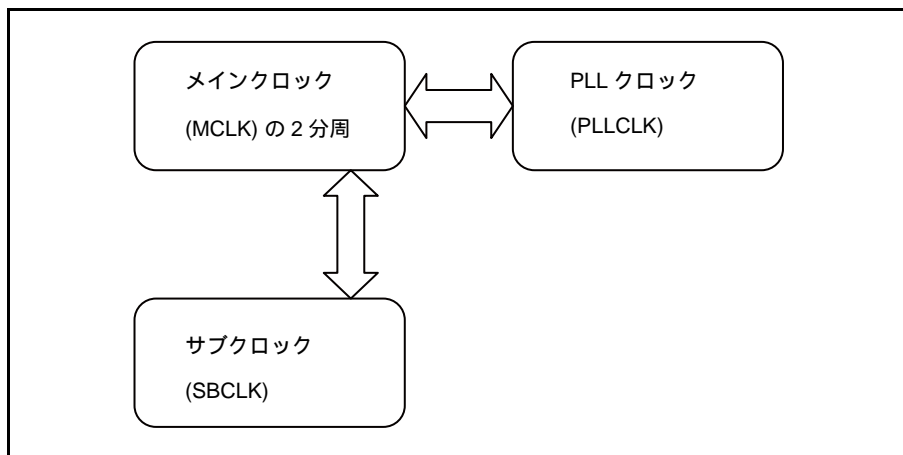 メインクロック
(MCLK) の 2 分周
PLL クロック
(PLLCLK)
サブクロック
(SBCLK)